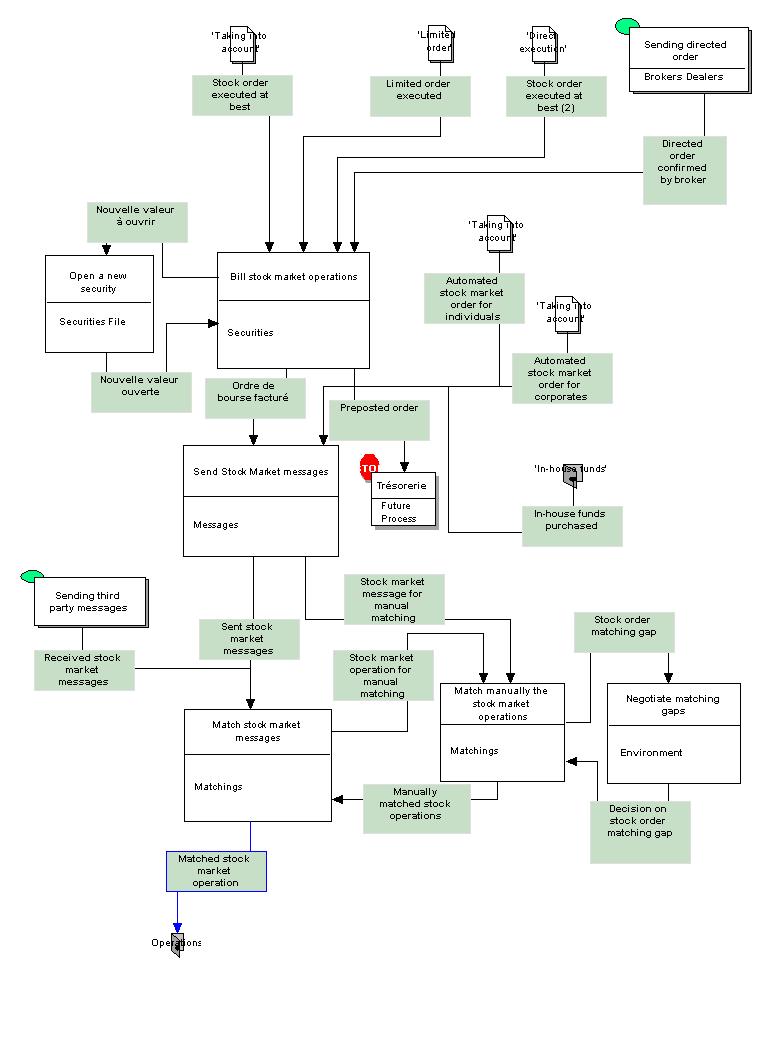 'Taking into
account'
'Limited
order'
'Direct
execution'
Sending directed
order
Brokers Dealers
Stock order
executed at
best
Limited order
executed
Stock order
executed at
best (2)
Directed
order
confirmed
by broker
Nouvelle valeur
à ouvrir
'Taking into
account'
Open a new
security
Securities File
Bill stock market operations
Securities
Automated
stock market
order for
individuals
'Taking into
account'
Nouvelle valeur
ouverte
Ordre de
bourse facturé
Automated
stock market
order for
corporates
Preposted order
Send Stock Market messages
Messages
STO
Trésorerie
Future
Process
'In-house funds'
In-house funds
purchased
Sending third
party messages
Stock market
message for
manual
matching
Sent stock
market
messages
Stock order
matching gap
Received stock
market
messages
Stock market
operation for
manual
matching
Match manually the
stock market
operations
Matchings
Negotiate matching
gaps
Environment
Match stock market
messages
Matchings
Manually
matched stock
operations
Decision on
stock order
matching gap
Matched stock
market
operation
Operations